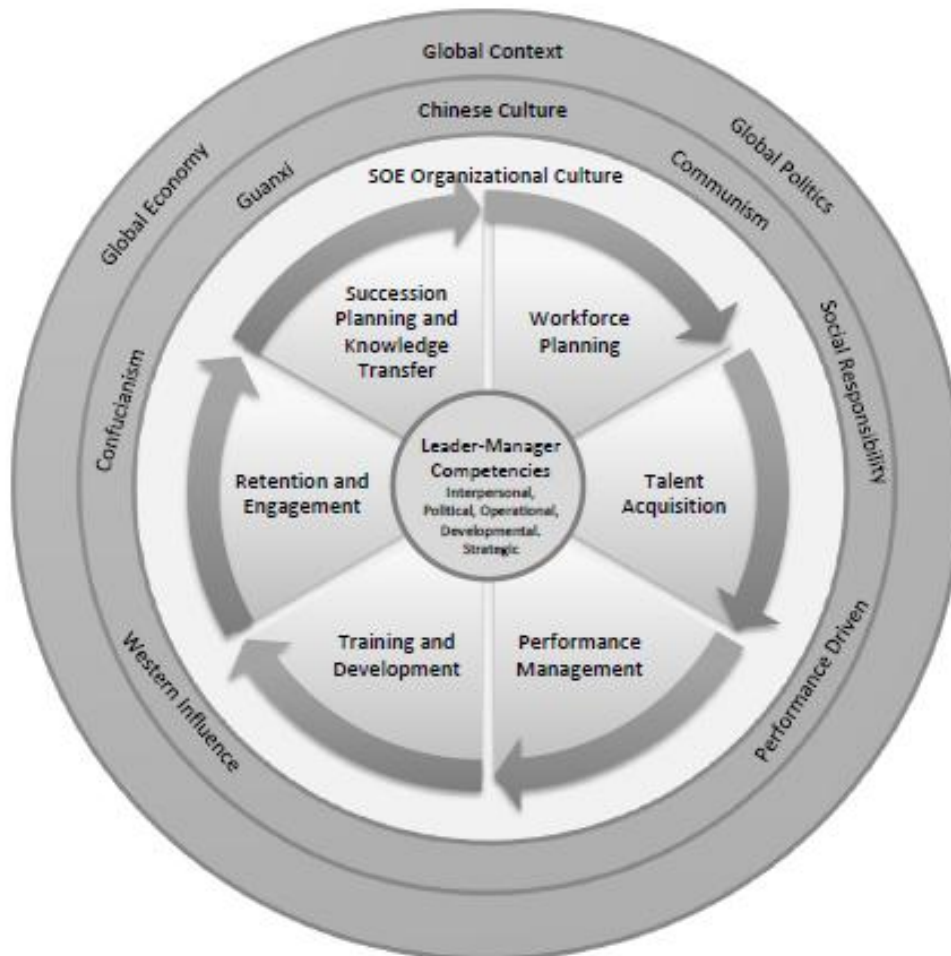 Global Context
Chinese Culture
Global Economy
Global Politics
Guanxi
Communism
SOE Organizational Culture
Confucianism
Social Responsibility
Western Influence
Performance Driven
Succession
Planning and
Knowledge
Transfer
Workforce
Planning
Leader-Manager
Competencies
Interpersonal,
Political, Operational,
Developmental,
Strategic
Retention and
Engagement
Talent
Acquisition
Training and
Development
Performance
Management